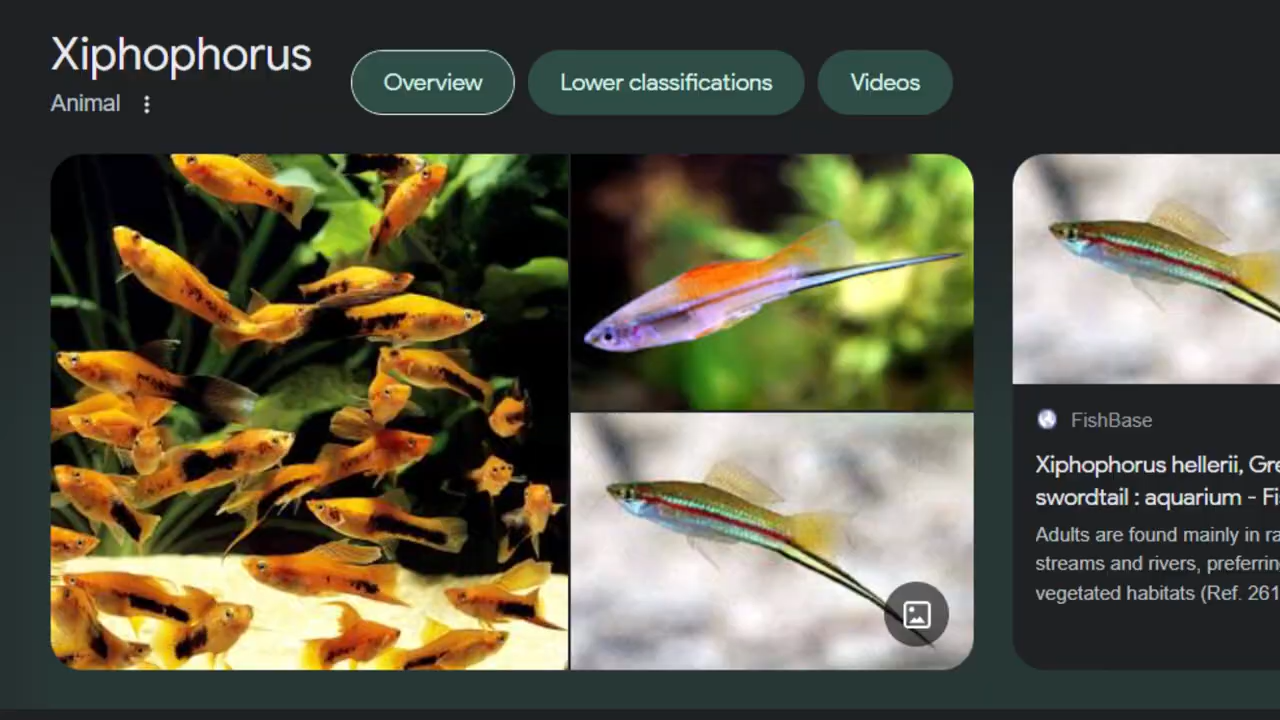 Xiphophorus
Animal
Overview
Lower classifications
Videos
FishBase
Xiphophorus hellerii, Gre
swordtail : aquarium - Fi
Adults are found mainly in ra
streams and rivers, preferrin
vegetated habitats (Ref. 261